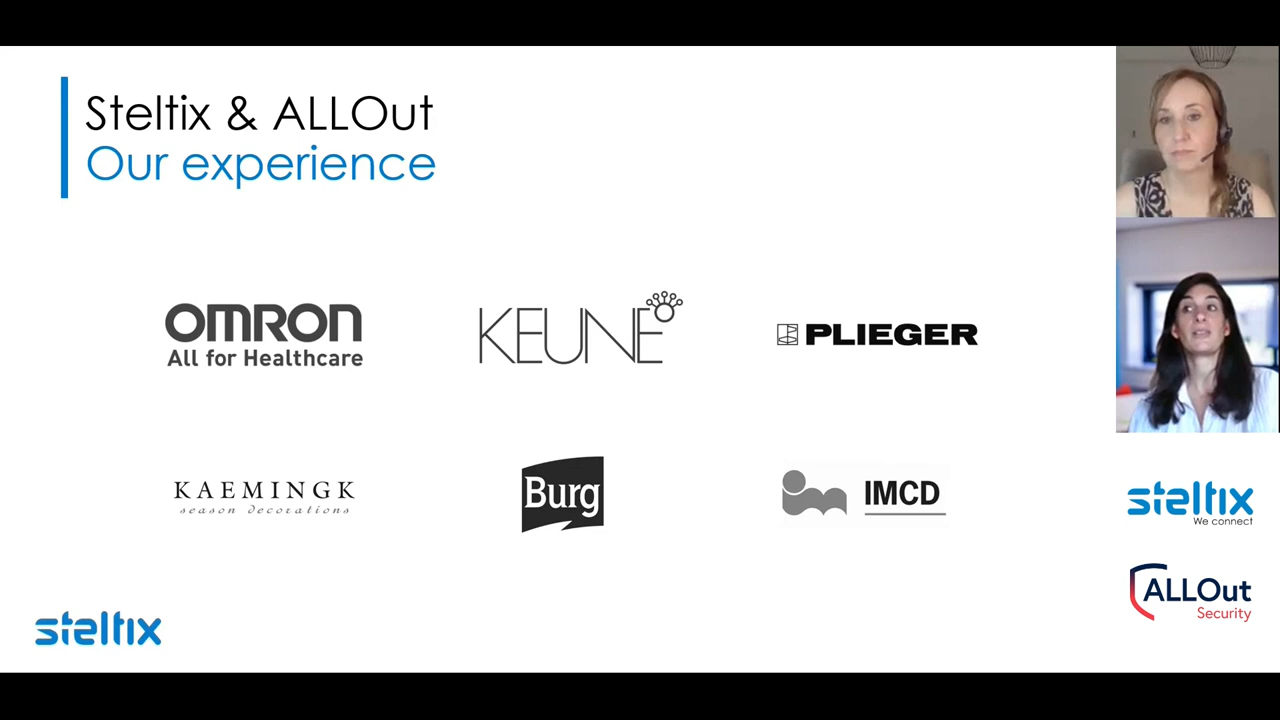 Steltix & ALLOut
Our experience
OMRON
All for Healthcare
KEUNE
PLIEGER
KAEMINGK
season decorations
Burg
IMCD
steltix
We connect
ALLOut
Security
steltix